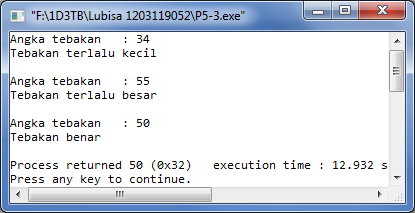 "F:\1D3TB\Lubisa 1203119052\P5-3.exe"
Angka tebakan   : 34
Tebakan terlalu kecil
Angka tebakan   : 55
Tebakan terlalu besar
Angka tebakan   : 50
Tebakan benar
Process returned 50 (0x32)   execution time : 12.932 s
Press any key to continue.